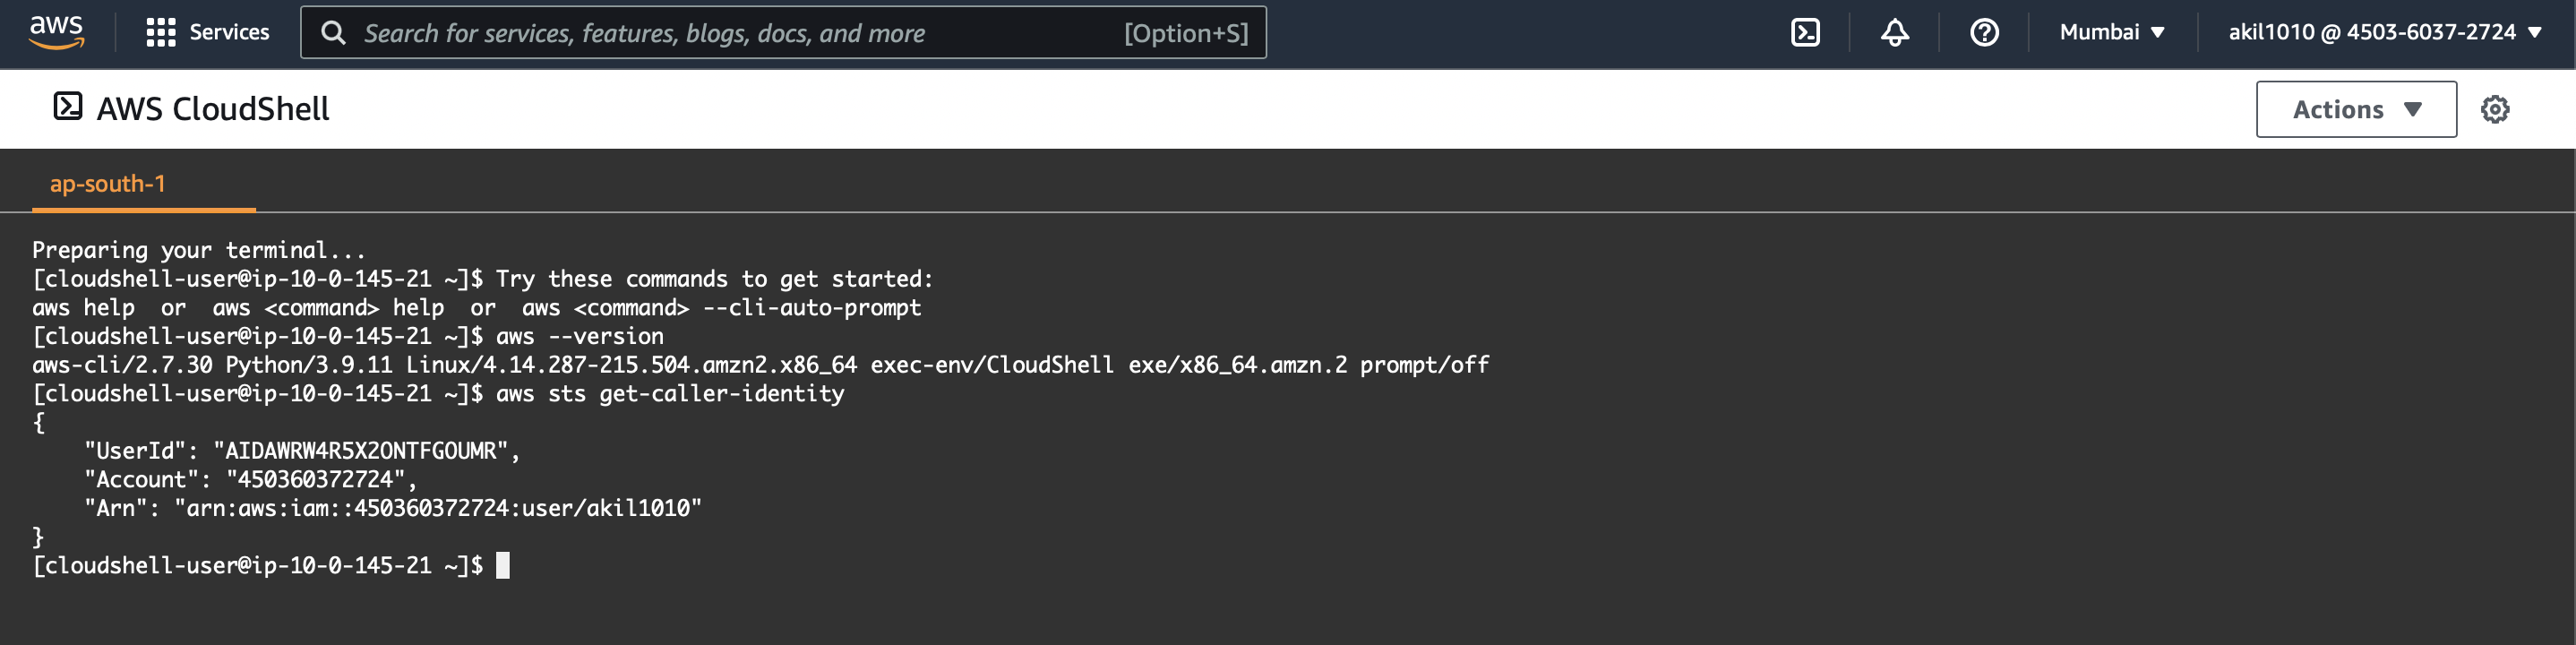 aws
Services
Search for services, features, blogs, docs, and more
[Option+S]
Mumbai
akil1010 @ 4503-6037-2724
AWS CloudShell
Actions
ap-south-1
Preparing your terminal...
[cloudshell-user@ip-10-0-145-21 ~]$ Try these commands to get started:
aws help  or  aws <command> help  or  aws <command> --cli-auto-prompt
[cloudshell-user@ip-10-0-145-21 ~]$ aws --version
aws-cli/2.7.30 Python/3.9.11 Linux/4.14.287-215.504.amzn2.x86_64 exec-env/CloudShell exe/x86_64.amzn.2 prompt/off
[cloudshell-user@ip-10-0-145-21 ~]$ aws sts get-caller-identity
{
    "UserId": "AIDAWRW4R5X2ONTFGOUMR",
    "Account": "450360372724",
    "Arn": "arn:aws:iam::450360372724:user/akil1010"
}
[cloudshell-user@ip-10-0-145-21 ~]$